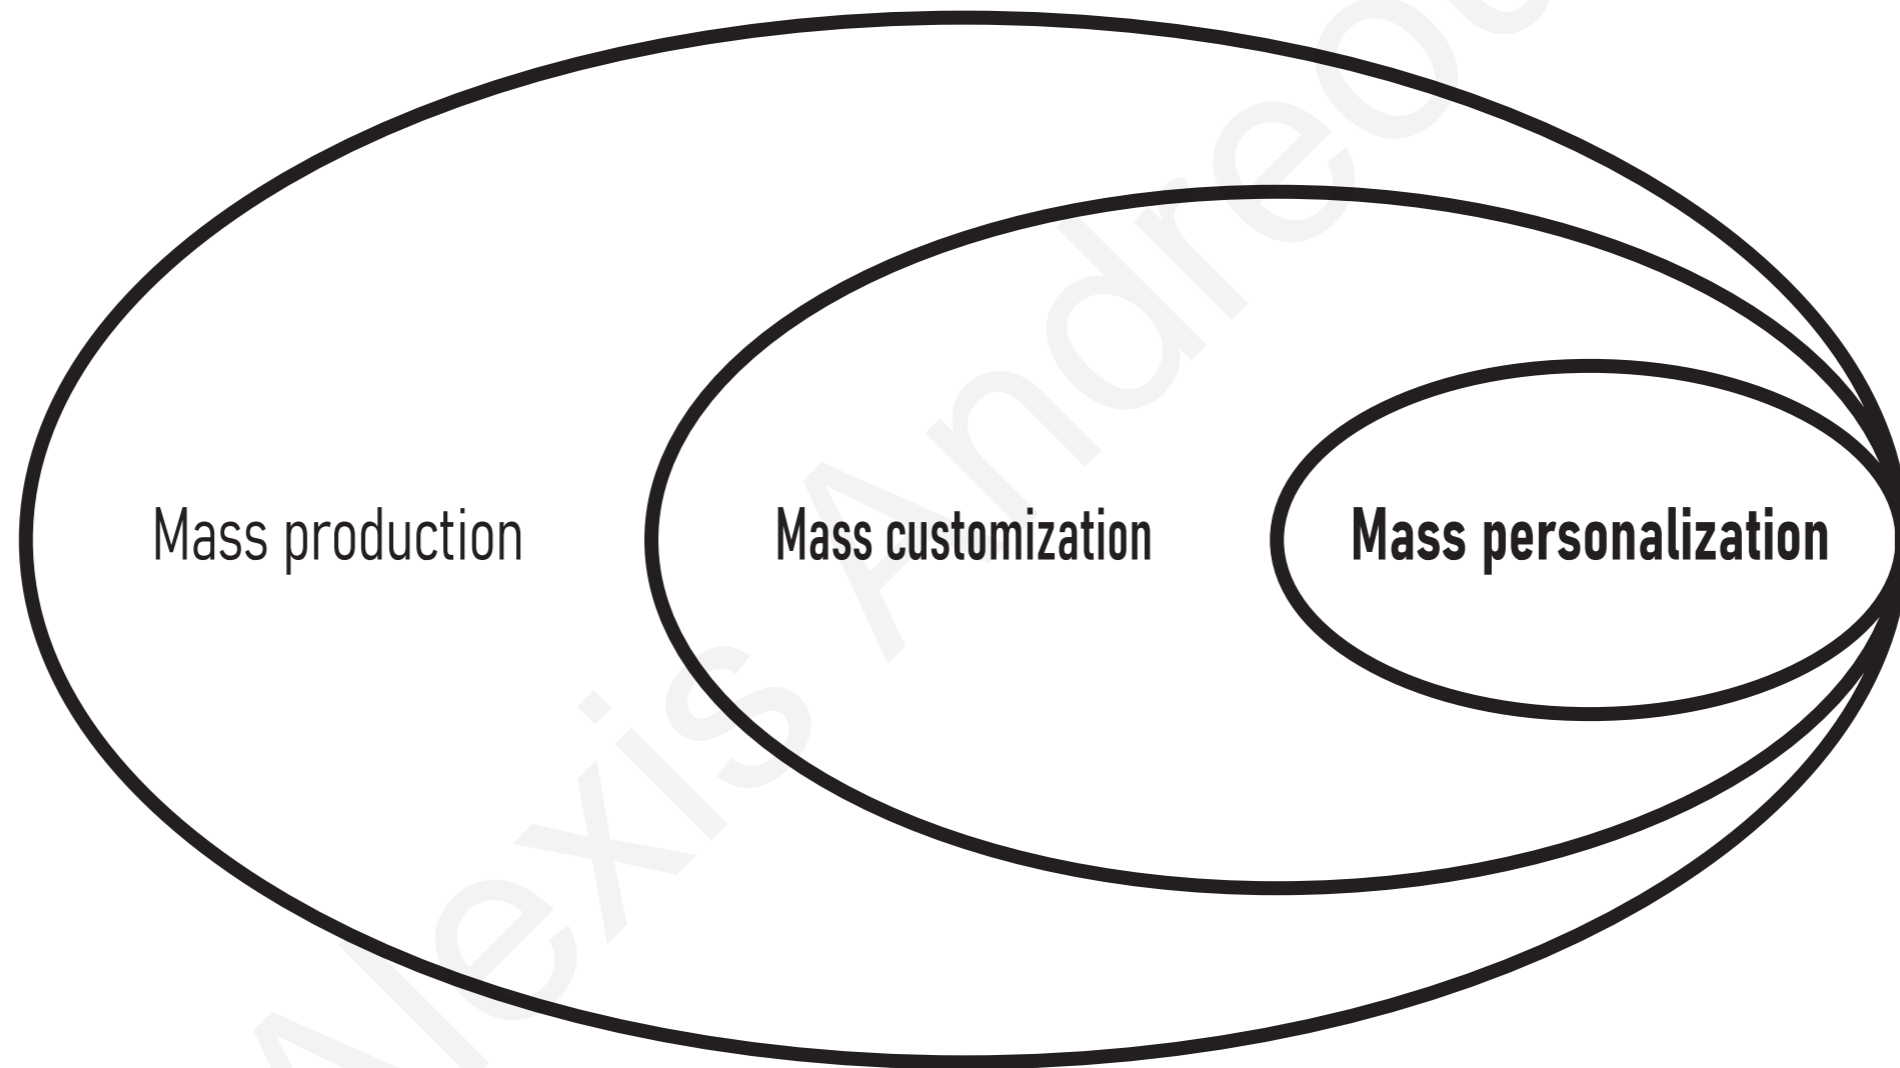 Mass production
Mass customization
Mass personalization
Alexis Andreou